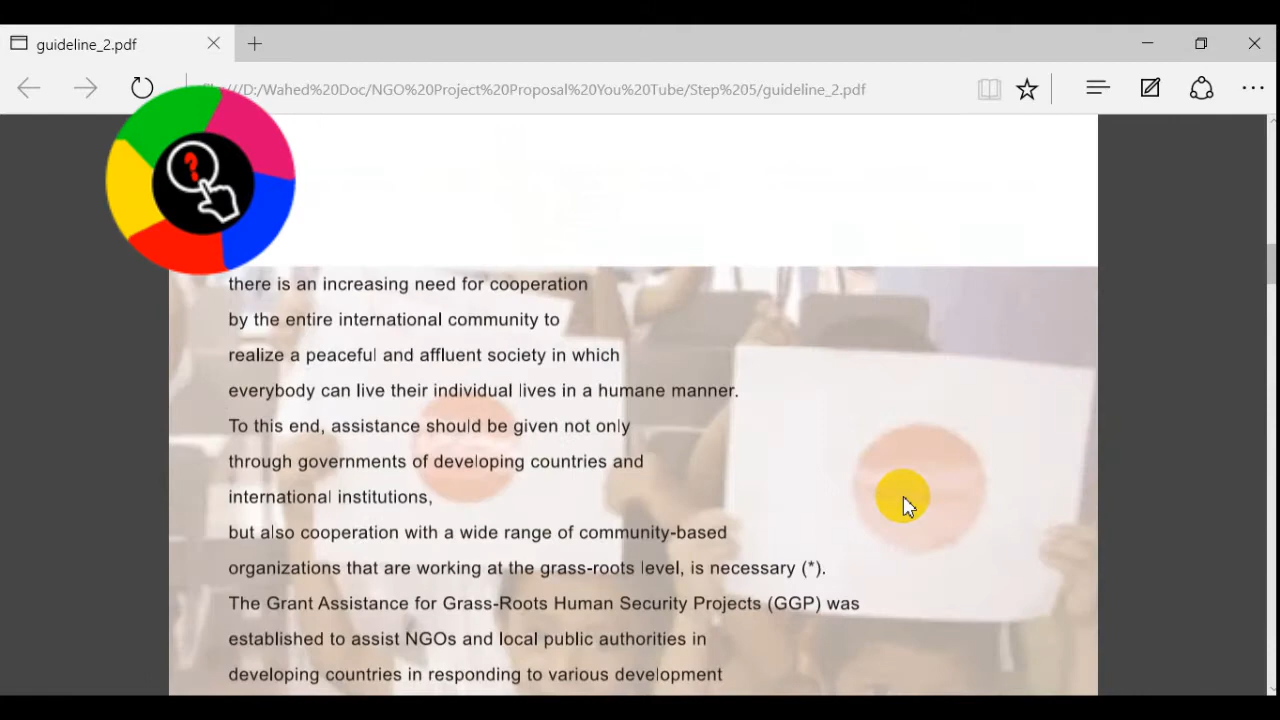 guideline_2.pdf
///D:/Wahed%20Doc/NGO%20Project%20Proposal%20You%20Tube/Step%205/guideline_2.pdf
?
there is an increasing need for cooperation
by the entire international community to
realize a peaceful and affluent society in which
everybody can live their individual lives in a humane manner.
To this end, assistance should be given not only
through governments of developing countries and
international institutions,
but also cooperation with a wide range of community-based
organizations that are working at the grass-roots level, is necessary (*).
The Grant Assistance for Grass-Roots Human Security Projects (GGP) was
established to assist NGOs and local public authorities in
developing countries in responding to various development